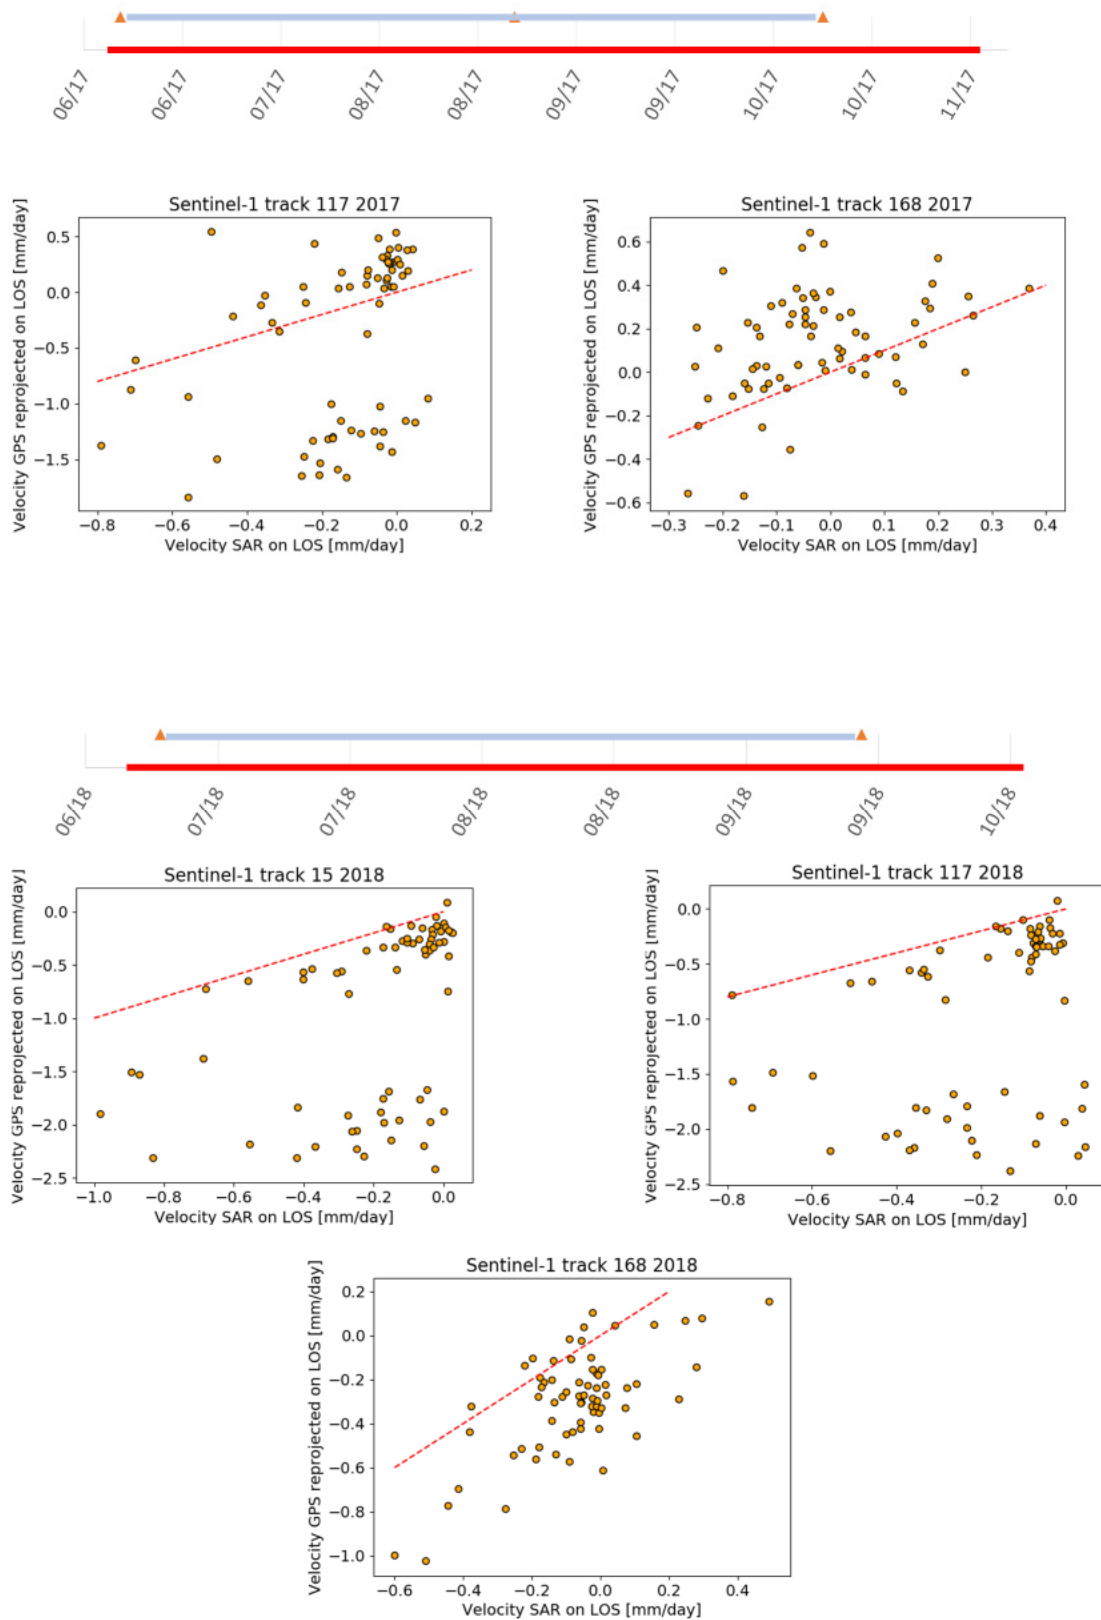 06/17 06/17 07/17 08/17 08/17 09/17 09/17 10/17 10/17 11/17
Sentinel-1 track 117 2017
Velocity GPS reprojected on LOS [mm/day]
0.5
0.0
−0.5
−1.0
−1.5
−0.8 −0.6 −0.4 −0.2 0.0 0.2
Velocity SAR on LOS [mm/day]
Sentinel-1 track 168 2017
Velocity GPS reprojected on LOS [mm/day]
0.6
0.4
0.2
0.0
−0.2
−0.4
−0.6
−0.3 −0.2 −0.1 0.0 0.1 0.2 0.3 0.4
Velocity SAR on LOS [mm/day]
06/18 07/18 07/18 08/18 08/18 09/18 09/18 10/18
Sentinel-1 track 15 2018
Velocity GPS reprojected on LOS [mm/day]
0.0
−0.5
−1.0
−1.5
−2.0
−2.5
−1.0 −0.8 −0.6 −0.4 −0.2 0.0
Velocity SAR on LOS [mm/day]
Sentinel-1 track 117 2018
Velocity GPS reprojected on LOS [mm/day]
0.0
−0.5
−1.0
−1.5
−2.0
−2.5
−0.8 −0.6 −0.4 −0.2 0.0
Velocity SAR on LOS [mm/day]
Sentinel-1 track 168 2018
Velocity GPS reprojected on LOS [mm/day]
0.2
0.0
−0.2
−0.4
−0.6
−0.8
−1.0
−0.6 −0.4 −0.2 0.0 0.2 0.4
Velocity SAR on LOS [mm/day]